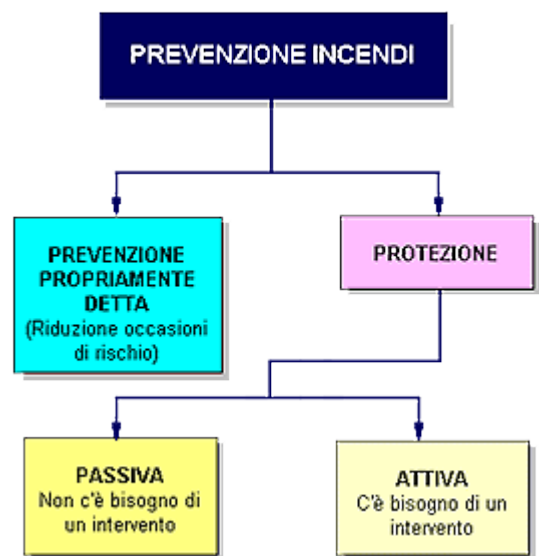 PREVENZIONE INCENDI
PREVENZIONE
PROPRIAMENTE
DETTA
(Riduzione occasioni
di rischio)
PROTEZIONE
PASSIVA
Non c'è bisogno di
un intervento
ATTIVA
C'è bisogno di un
intervento